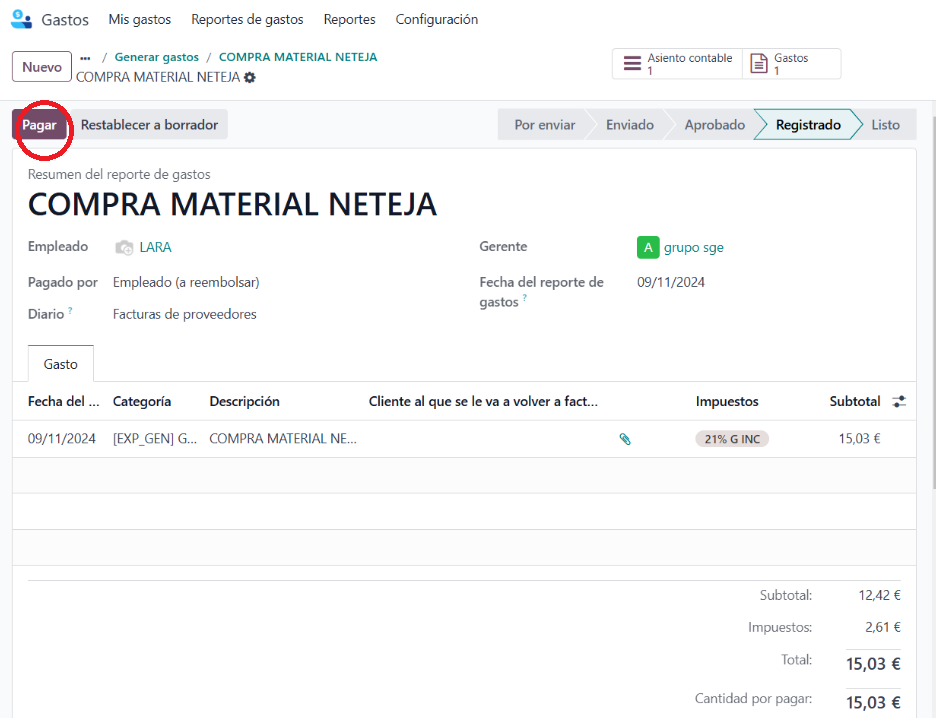 Gastos Mis gastos Reportes de gastos Reportes Configuración
Nuevo ... / Generar gastos / COMPRA MATERIAL NETEJA
COMPRA MATERIAL NETEJA
Asiento contable
1
Gastos
1
Pagar Restablecer a borrador Por enviar Enviado Aprobado Registrado Listo
Resumen del reporte de gastos
COMPRA MATERIAL NETEJA
Empleado LARA Gerente A grupo sge
Pagado por Empleado (a reembolsar) Fecha del reporte de gastos ? 09/11/2024
Diario ? Facturas de proveedores
Gasto
Fecha del ... Categoría Descripción Cliente al que se le va a volver a fact... Impuestos Subtotal
09/11/2024 [EXP_GEN] G... COMPRA MATERIAL NE... 21% G INC 15,03 €
Subtotal: 12,42 €
Impuestos: 2,61 €
Total: 15,03 €
Cantidad por pagar: 15,03 €